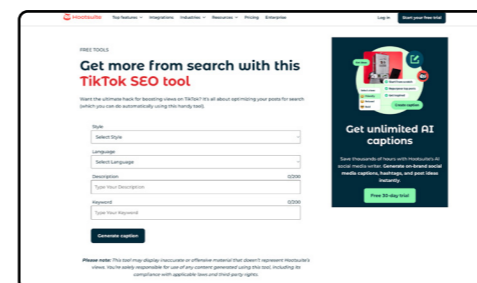 Hootsuite Top features Integrations Industries Resources Pricing Enterprise Log in Start your free trial
FREE TOOLS
Get more from search with this
TikTok SEO tool
Want the ultimate hack for boosting views on TikTok? It's all about optimizing your posts for search
(which you can do automatically using this handy tool).
Style
Select Style
Language
Select Language
Description 0/200
Type Your Description
Keyword 0/200
Type Your Keyword
Generate caption
Please note: This tool may display inaccurate or offensive material that doesn't represent Hootsuite's
views. You're solely responsible for use of any content generated using this tool, including its
compliance with applicable laws and third-party rights.
Create caption
Get unlimited AI
captions
Save thousands of hours with Hootsuite's AI
social media writer. Generate on-brand social
media captions, hashtags, and post ideas
instantly.
Free 30-day trial